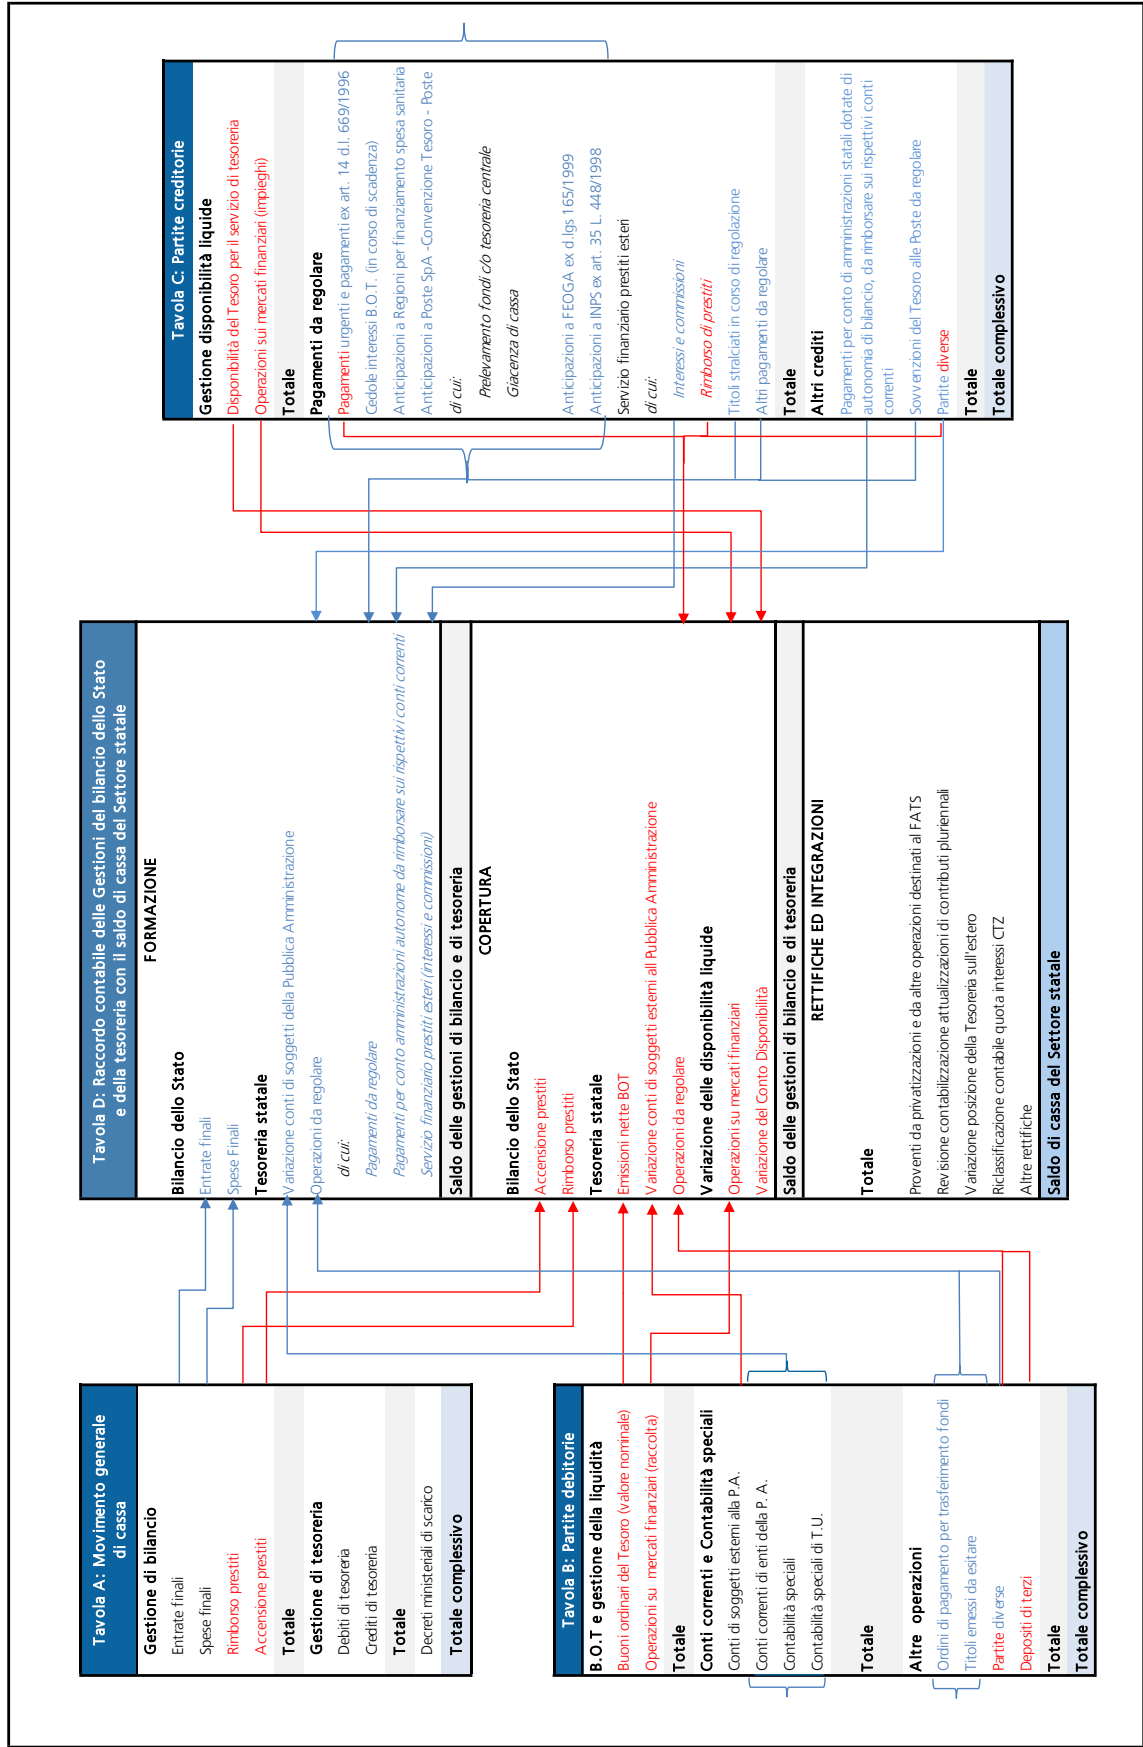 Tavola A: Movimento generale
di cassa
Gestione di bilancio
Entrate finali
Spese finali
Rimborso prestiti
Accensione prestiti
Totale
Gestione di tesoreria
Debiti di tesoreria
Crediti di tesoreria
Totale
Decreti ministeriali di scarico
Totale complessivo
Tavola B: Partite debitorie
B.O.T e gestione della liquidità
Buoni ordinari del Tesoro (valore nominale)
Operazioni su mercati finanziari (raccolta)
Totale
Conti correnti e Contabilità speciali
Conti di soggetti esterni alla P.A.
Conti correnti di enti della P. A.
Contabilità speciali
Contabilità speciali di T.U.
Totale
Altre operazioni
Ordini di pagamento per trasferimento fondi
Titoli emessi da esitare
Partite diverse
Depositi di terzi
Totale
Totale complessivo
Tavola D: Raccordo contabile delle Gestioni del bilancio dello Stato
e della tesoreria con il saldo di cassa del Settore statale
FORMAZIONE
Bilancio dello Stato
Entrate finali
Spese Finali
Tesoreria statale
Variazione conti di soggetti della Pubblica Amministrazione
Operazioni da regolare
di cui:
Pagamenti da regolare
Pagamenti per conto amministrazioni autonome da rimborsare sui rispettivi conti correnti
Servizio finanziario prestiti esteri (interessi e commissioni)
Saldo delle gestioni di bilancio e di tesoreria
COPERTURA
Bilancio dello Stato
Accensione prestiti
Rimborso prestiti
Tesoreria statale
Emissioni nette BOT
Variazione conti di soggetti esterni all Pubblica Amministrazione
Operazioni da regolare
Variazione delle disponibilità liquide
Operazioni su mercati finanziari
Variazione del Conto Disponibilità
Saldo delle gestioni di bilancio e di tesoreria
RETTIFICHE ED INTEGRAZIONI
Totale
Proventi da privatizzazioni e da altre operazioni destinati al FATS
Revisione contabilizzazione attualizzazioni di contributi pluriennali
Variazione posizione della Tesoreria sull'estero
Riclassificazione contabile quota interessi CTZ
Altre rettifiche
Saldo di cassa del Settore statale
Tavola C: Partite creditorie
Gestione disponibilità liquide
Disponibilità del Tesoro per il servizio di tesoreria
Operazioni sui mercati finanziari (impieghi)
Totale
Pagamenti da regolare
Pagamenti urgenti e pagamenti ex art. 14 d.l. 669/1996
Cedole interessi B.O.T. (in corso di scadenza)
Anticipazioni a Regioni per finanziamento spesa sanitaria
Anticipazioni a Poste SpA -Convenzione Tesoro - Poste
di cui:
Prelevamento fondi c/o tesoreria centrale
Giacenza di cassa
Anticipazioni a FEOGA ex d.lgs 165/1999
Anticipazioni a INPS ex art. 35 L. 448/1998
Servizio finanziario prestiti esteri
di cui:
Interessi e commissioni
Rimborso di prestiti
Titoli stralciati in corso di regolazione
Altri pagamenti da regolare
Totale
Altri crediti
Pagamenti per conto di amministrazioni statali dotate di
autonomia di bilancio, da rimborsare sui rispettivi conti
correnti
Sovvenzioni del Tesoro alle Poste da regolare
Partite diverse
Totale
Totale complessivo